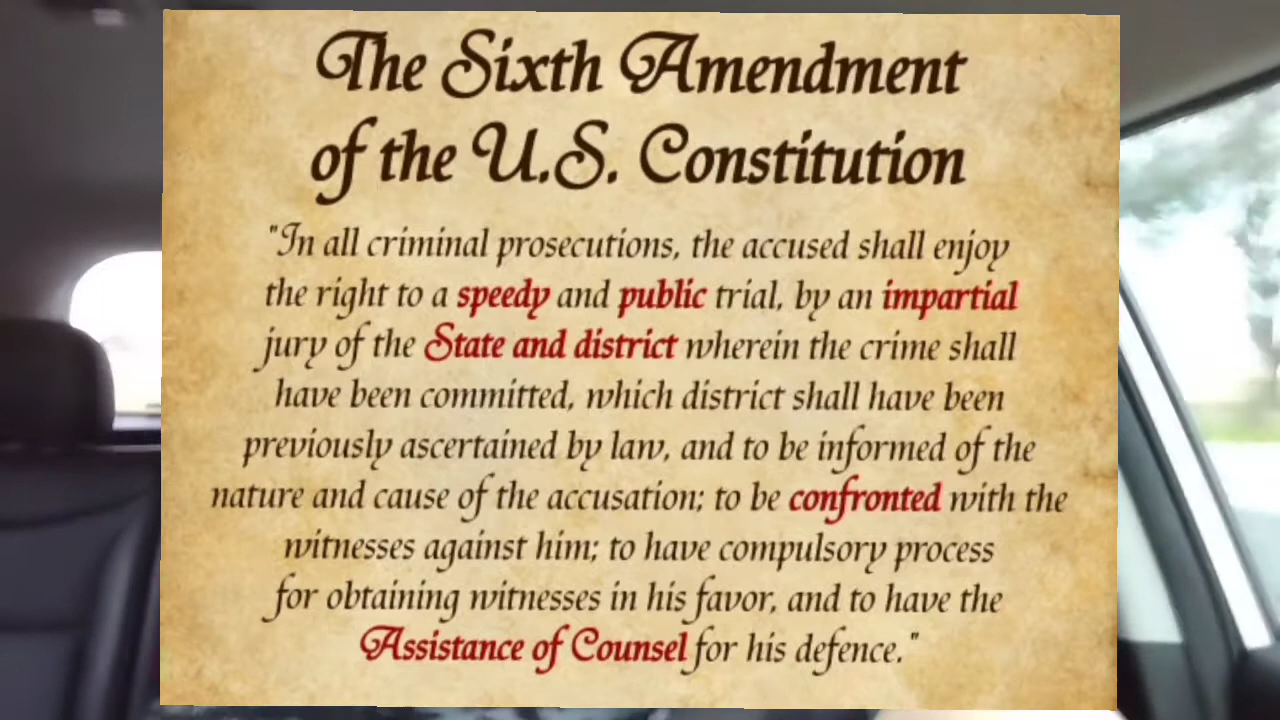 The Sixth Amendment
of the U.S. Constitution
"In all criminal prosecutions, the accused shall enjoy
the right to a speedy and public trial, by an impartial
jury of the State and district wherein the crime shall
have been committed, which district shall have been
previously ascertained by law, and to be informed of the
nature and cause of the accusation; to be confronted with the
witnesses against him; to have compulsory process
for obtaining witnesses in his favor, and to have the
Assistance of Counsel for his defence."